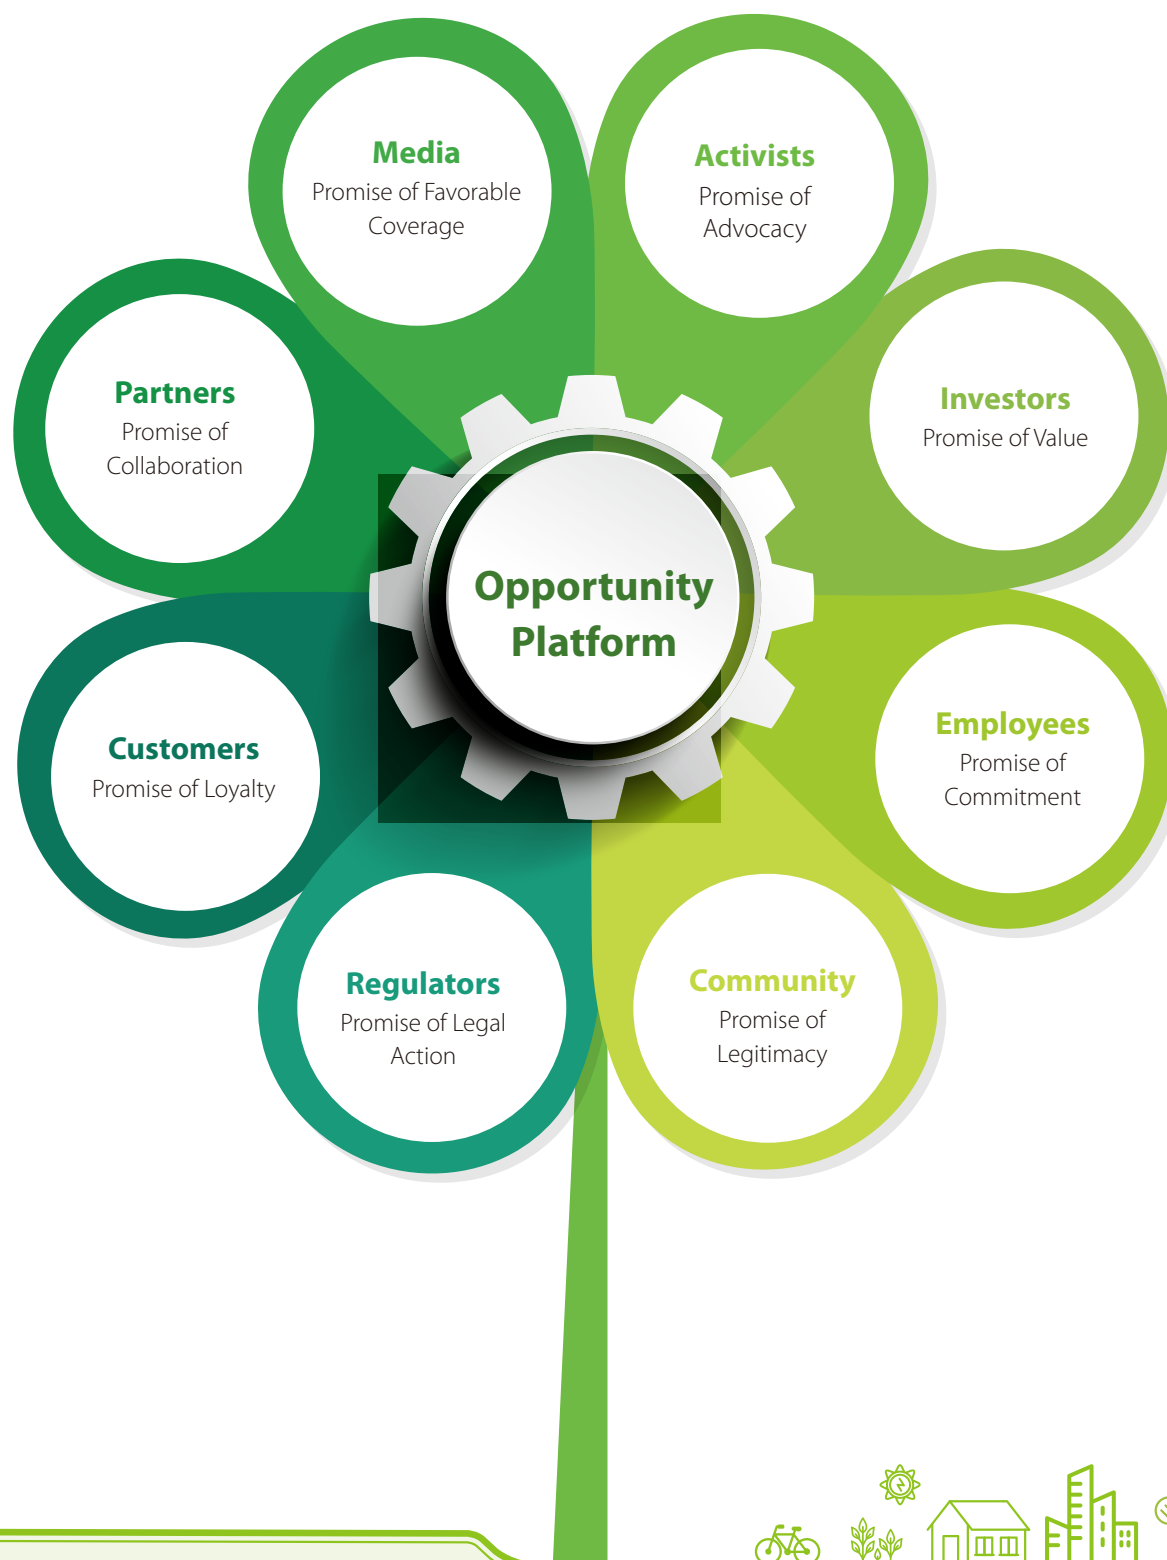 Media
Promise of Favorable
Coverage
Activists
Promise of
Advocacy
Partners
Promise of
Collaboration
Investors
Promise of Value
Opportunity
Platform
Customers
Promise of Loyalty
Employees
Promise of
Commitment
Regulators
Promise of Legal
Action
Community
Promise of
Legitimacy